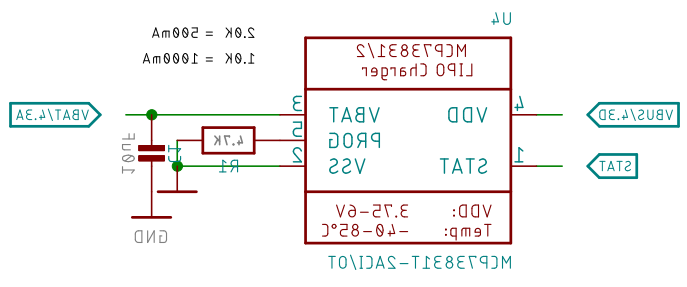 U4
2.0K = 500mA
1.0K = 1000mA
MCP73831/2
LIPO Charger
VBAT/4.3A
3
VBAT
VDD
4
VBUS/4.3D
5
PROG
4.7K
R1
2
VSS
STAT
1
STAT
10uF
C1
GND
VDD: 3.75-6V
Temp: -40-85°C
MCP73831T-2ACI/OT